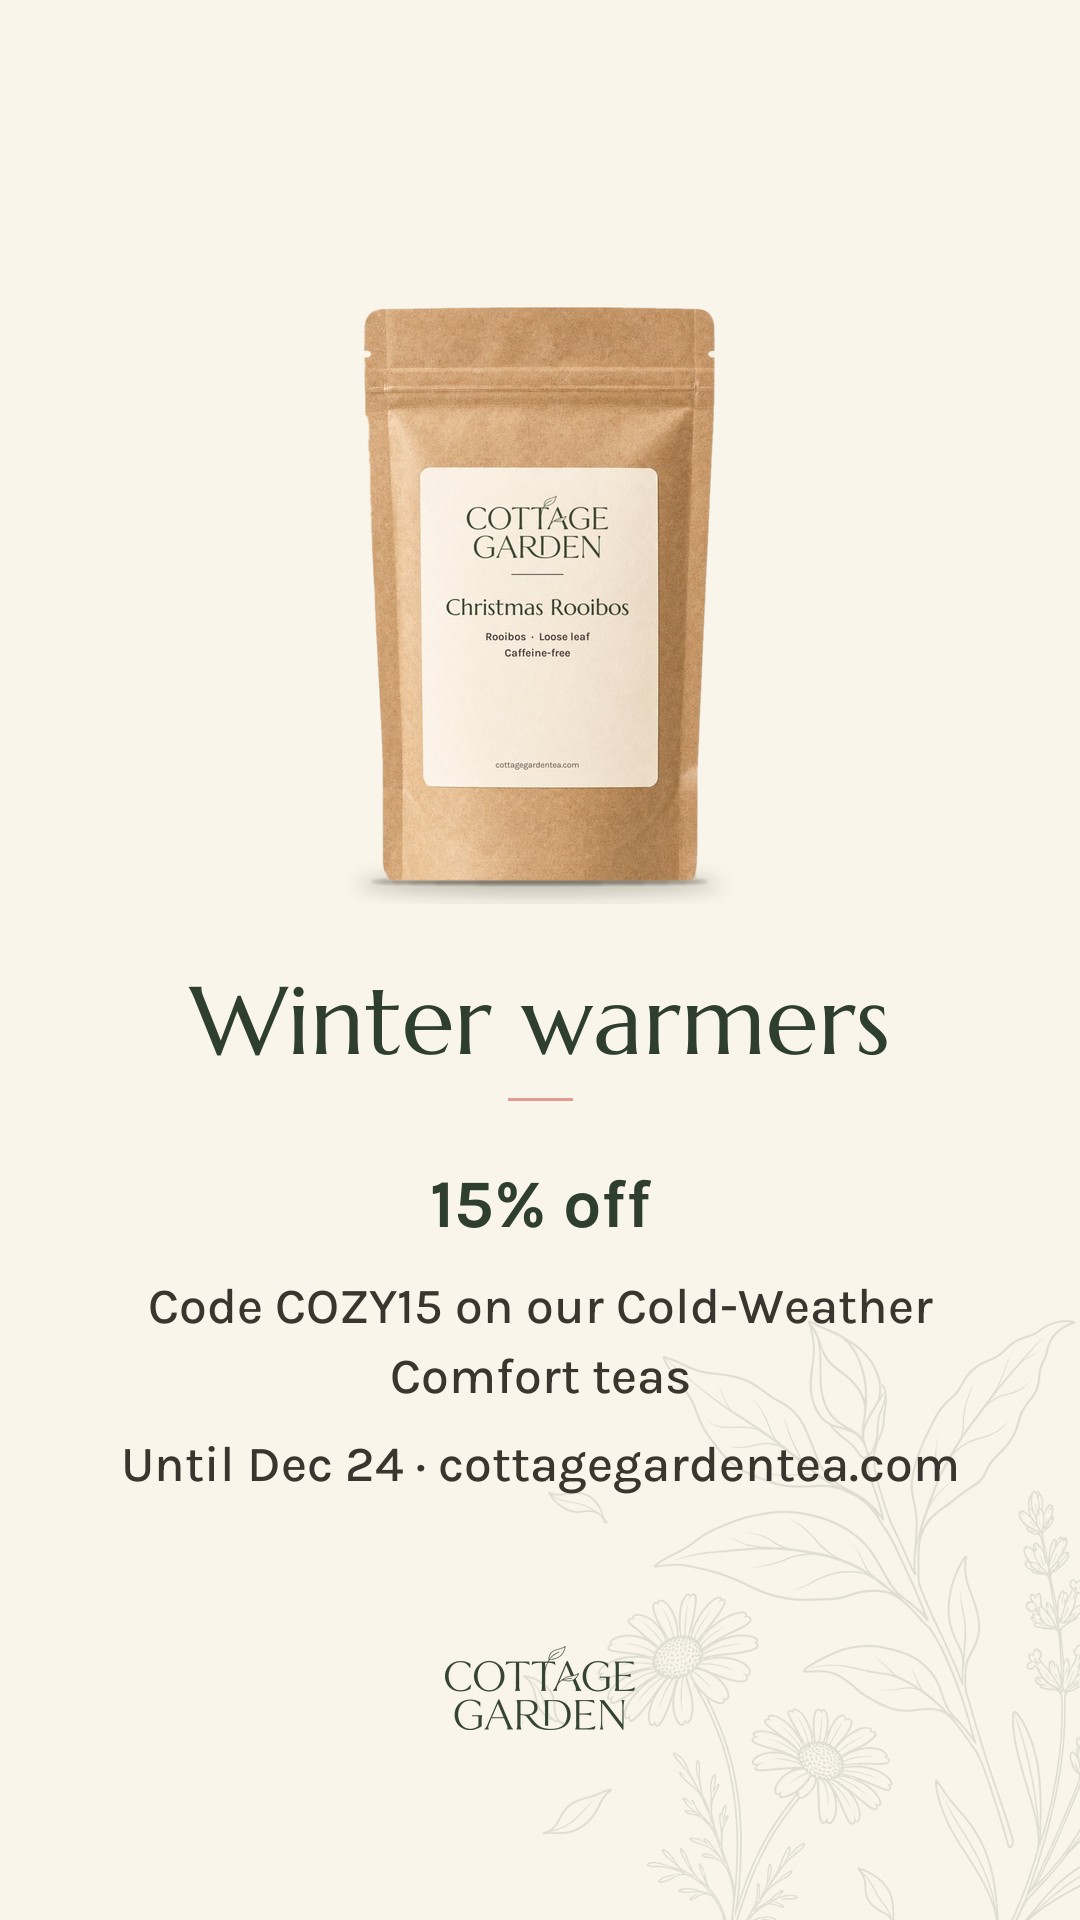 COTTAGE
GARDEN
Christmas Rooibos
Rooibos · Loose leaf
Caffeine-free
cottagegardentea.com
Winter warmers
15% off
Code COZY15 on our Cold-Weather
Comfort teas
Until Dec 24 · cottagegardentea.com
COTTAGE
GARDEN